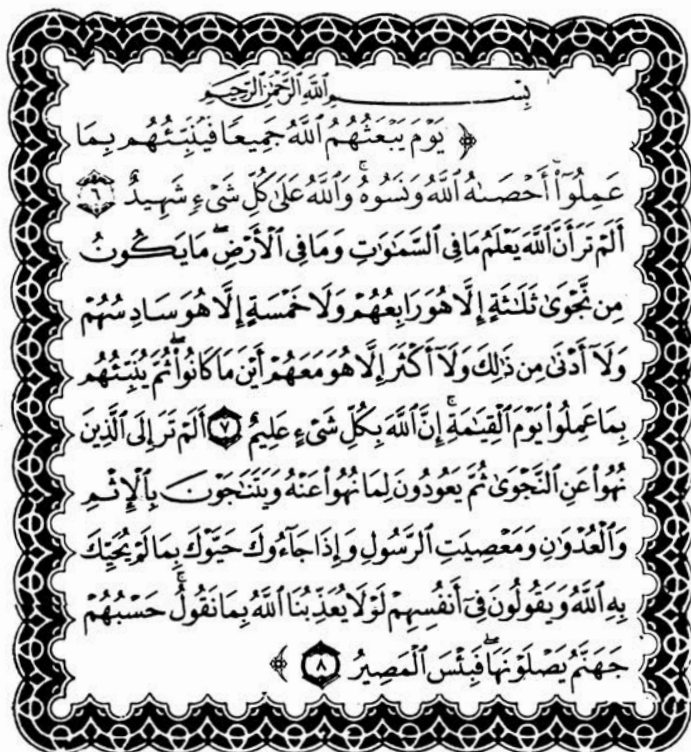 بِسْمِ ٱللَّهِ ٱلرَّحْمَٰنِ ٱلرَّحِيمِ
﴿ يَوْمَ يَبْعَثُهُمُ ٱللَّهُ جَمِيعًا فَيُنَبِّئُهُم بِمَا
عَمِلُوٓا۟ أَحْصَىٰهُ ٱللَّهُ وَنَسُوهُ ۚ وَٱللَّهُ عَلَىٰ كُلِّ شَىْءٍ شَهِيدٌ ٦
أَلَمْ تَرَ أَنَّ ٱللَّهَ يَعْلَمُ مَا فِى ٱلسَّمَٰوَٰتِ وَمَا فِى ٱلْأَرْضِ ۖ مَا يَكُونُ
مِن نَّجْوَىٰ ثَلَٰثَةٍ إِلَّا هُوَ رَابِعُهُمْ وَلَا خَمْسَةٍ إِلَّا هُوَ سَادِسُهُمْ
وَلَآ أَدْنَىٰ مِن ذَٰلِكَ وَلَآ أَكْثَرَ إِلَّا هُوَ مَعَهُمْ أَيْنَ مَا كَانُوا۟ ۖ ثُمَّ يُنَبِّئُهُم
بِمَا عَمِلُوا۟ يَوْمَ ٱلْقِيَٰمَةِ ۚ إِنَّ ٱللَّهَ بِكُلِّ شَىْءٍ عَلِيمٌ ٧ أَلَمْ تَرَ إِلَى ٱلَّذِينَ
نُهُوا۟ عَنِ ٱلنَّجْوَىٰ ثُمَّ يَعُودُونَ لِمَا نُهُوا۟ عَنْهُ وَيَتَنَٰجَوْنَ بِٱلْإِثْمِ
وَٱلْعُدْوَٰنِ وَمَعْصِيَتِ ٱلرَّسُولِ وَإِذَا جَآءُوكَ حَيَّوْكَ بِمَا لَمْ يُحَيِّكَ
بِهِ ٱللَّهُ وَيَقُولُونَ فِىٓ أَنفُسِهِمْ لَوْلَا يُعَذِّبُنَا ٱللَّهُ بِمَا نَقُولُ ۚ حَسْبُهُمْ
جَهَنَّمُ يَصْلَوْنَهَا ۖ فَبِئْسَ ٱلْمَصِيرُ ٨ ﴾